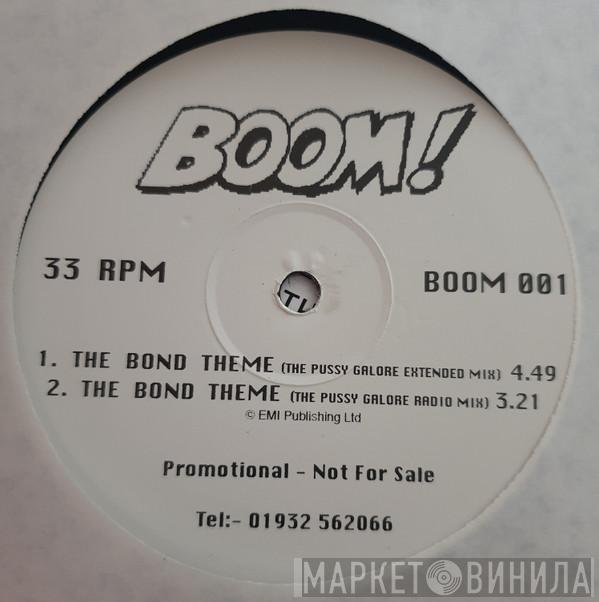 BOOM!
33 RPM
BOOM 001
1. THE BOND THEME (THE PUSSY GALORE EXTENDED MIX) 4.49
2. THE BOND THEME (THE PUSSY GALORE RADIO MIX) 3.21
© EMI Publishing Ltd
Promotional - Not For Sale
Tel:- 01932 562066
МАРКЕТ ВИНИЛА